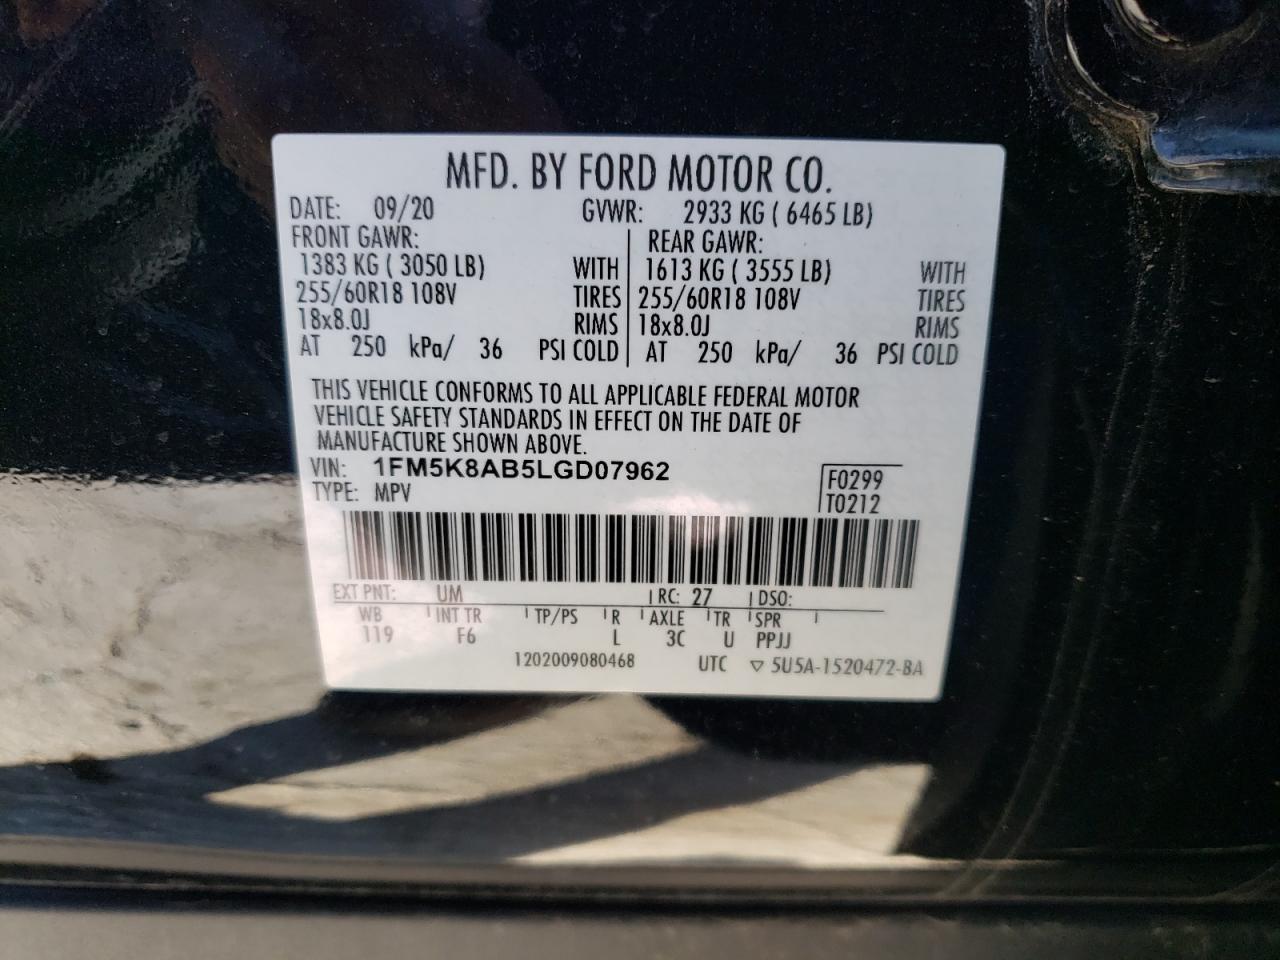 MFD. BY FORD MOTOR CO.
DATE: 09/20 GVWR: 2933 KG ( 6465 LB)
FRONT GAWR: REAR GAWR:
1383 KG ( 3050 LB) WITH 1613 KG ( 3555 LB) WITH
255/60R18 108V TIRES 255/60R18 108V TIRES
18x8.0J RIMS 18x8.0J RIMS
AT 250 kPa/ 36 PSI COLD AT 250 kPa/ 36 PSI COLD
THIS VEHICLE CONFORMS TO ALL APPLICABLE FEDERAL MOTOR
VEHICLE SAFETY STANDARDS IN EFFECT ON THE DATE OF
MANUFACTURE SHOWN ABOVE.
VIN: 1FM5K8AB5LGD07962 F0299
TYPE: MPV T0212
EXT PNT: UM RC: 27 DSO:
WB INT TR TP/PS R AXLE TR SPR
119 F6 L 3C U PPJJ
1202009080468 UTC ▽ 5U5A-1520472-BA